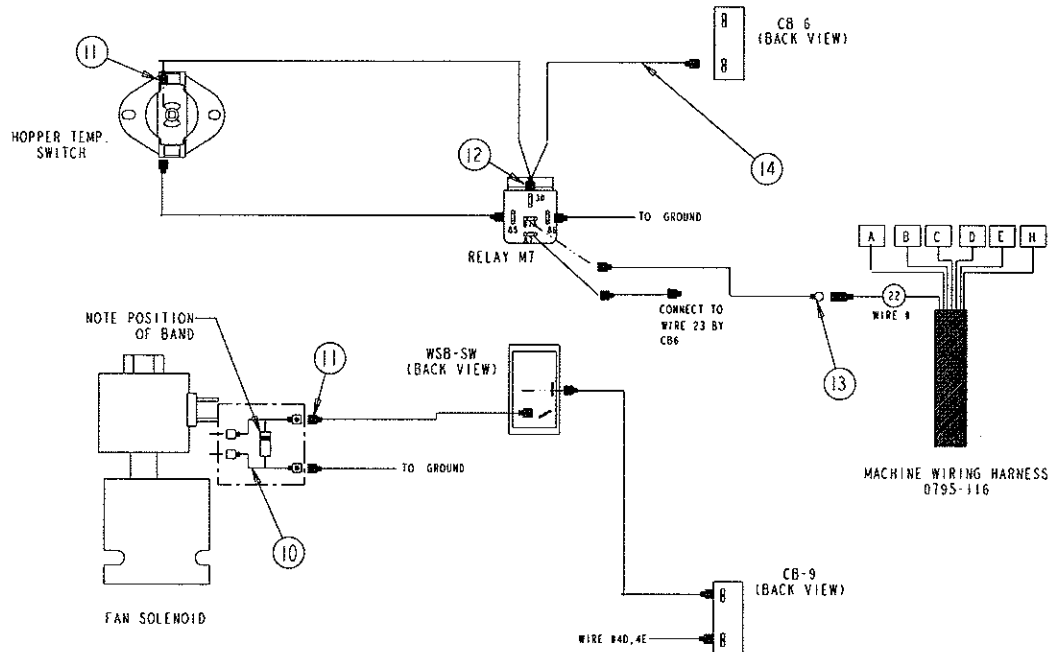 CB 6
(BACK VIEW)
11
HOPPER TEMP.
SWITCH
12
14
30
85
86
TO GROUND
RELAY M7
A B C D E H
22
WIRE #
CONNECT TO
WIRE 23 BY
CB6
13
NOTE POSITION
OF BAND
11
WSB-SW
(BACK VIEW)
TO GROUND
10
MACHINE WIRING HARNESS
0795-116
CB-9
(BACK VIEW)
FAN SOLENOID
WIRE #4D,4E